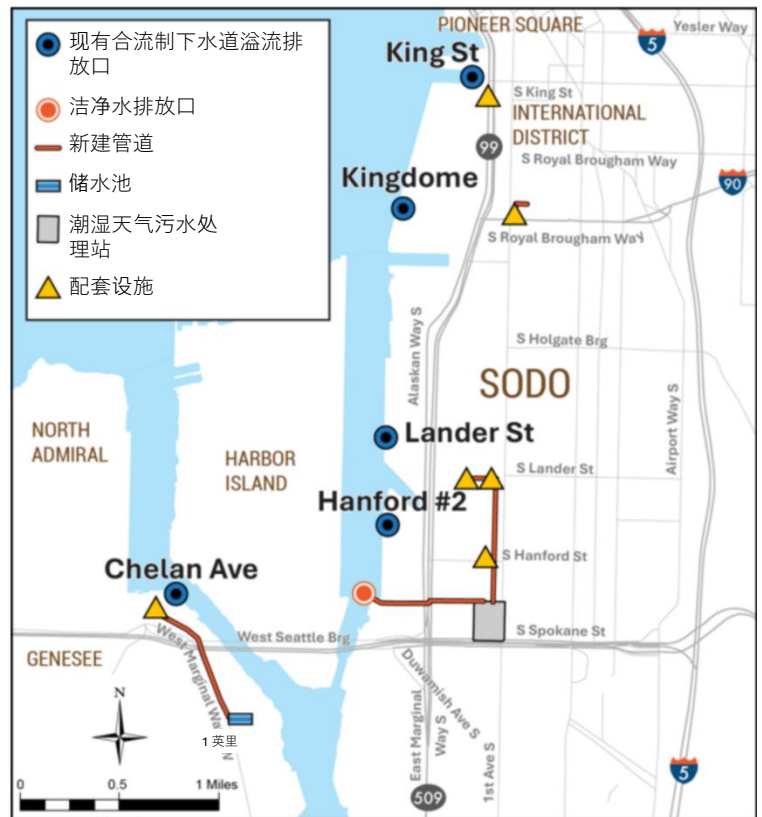 现有合流制下水道溢流排
放口
洁净水排放口
新建管道
储水池
潮湿天气污水处
理站
配套设施
PIONEER SQUARE
Yesler Way
5
King St
S King St
INTERNATIONAL
DISTRICT
99
S Royal Brougham Way
90
Kingdome
S Royal Brougham Way
Alaskan Way S
S Holgate Brg
SODO
Airport Way S
NORTH
ADMIRAL
HARBOR
ISLAND
Lander St
S Lander St
Hanford #2
S Hanford St
Chelan Ave
West Seattle Brg
S Spokane St
GENESEE
West Marginal Wa
N
Duwamish Ave S
East Marginal
Way S
1st Ave S
N
1 英里
0 0.5 1 Miles
509
5